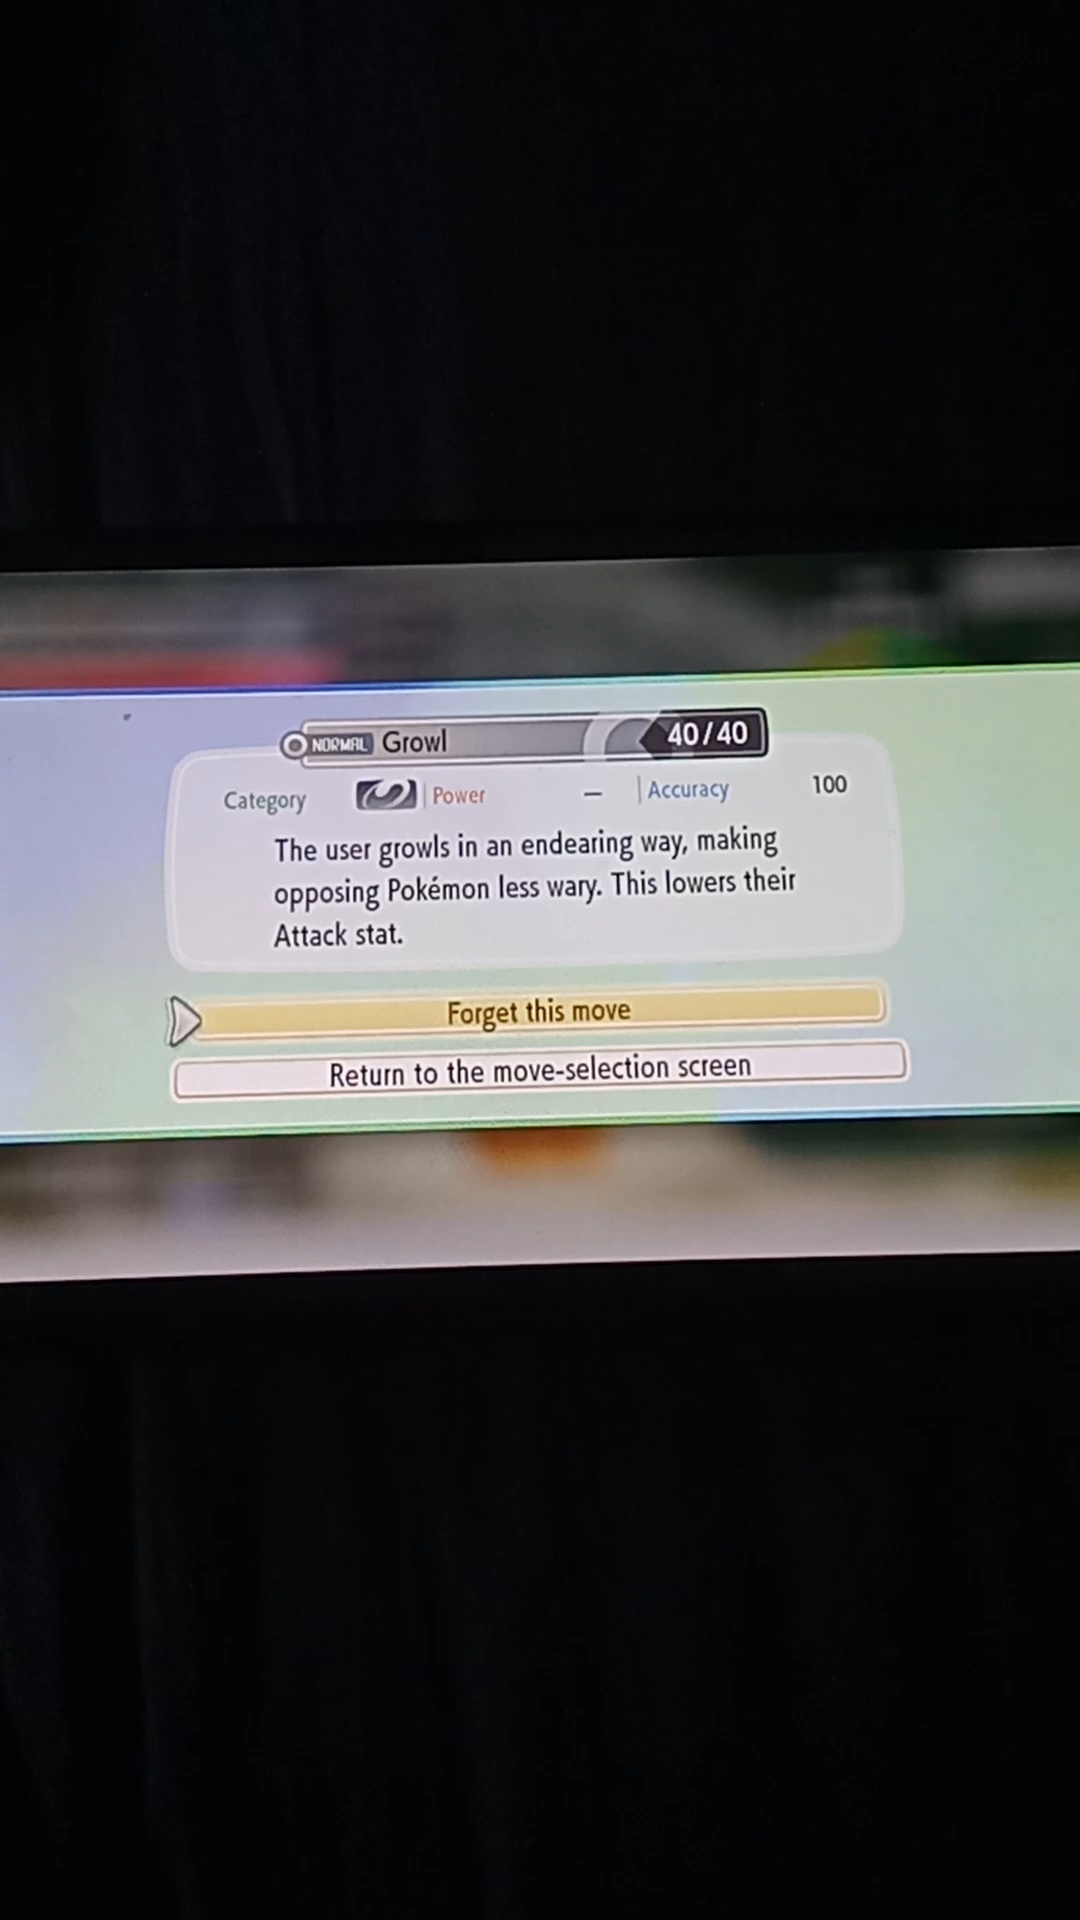 NORMAL Growl 40/40
Category Power — Accuracy 100
The user growls in an endearing way, making
opposing Pokémon less wary. This lowers their
Attack stat.
Forget this move
Return to the move-selection screen